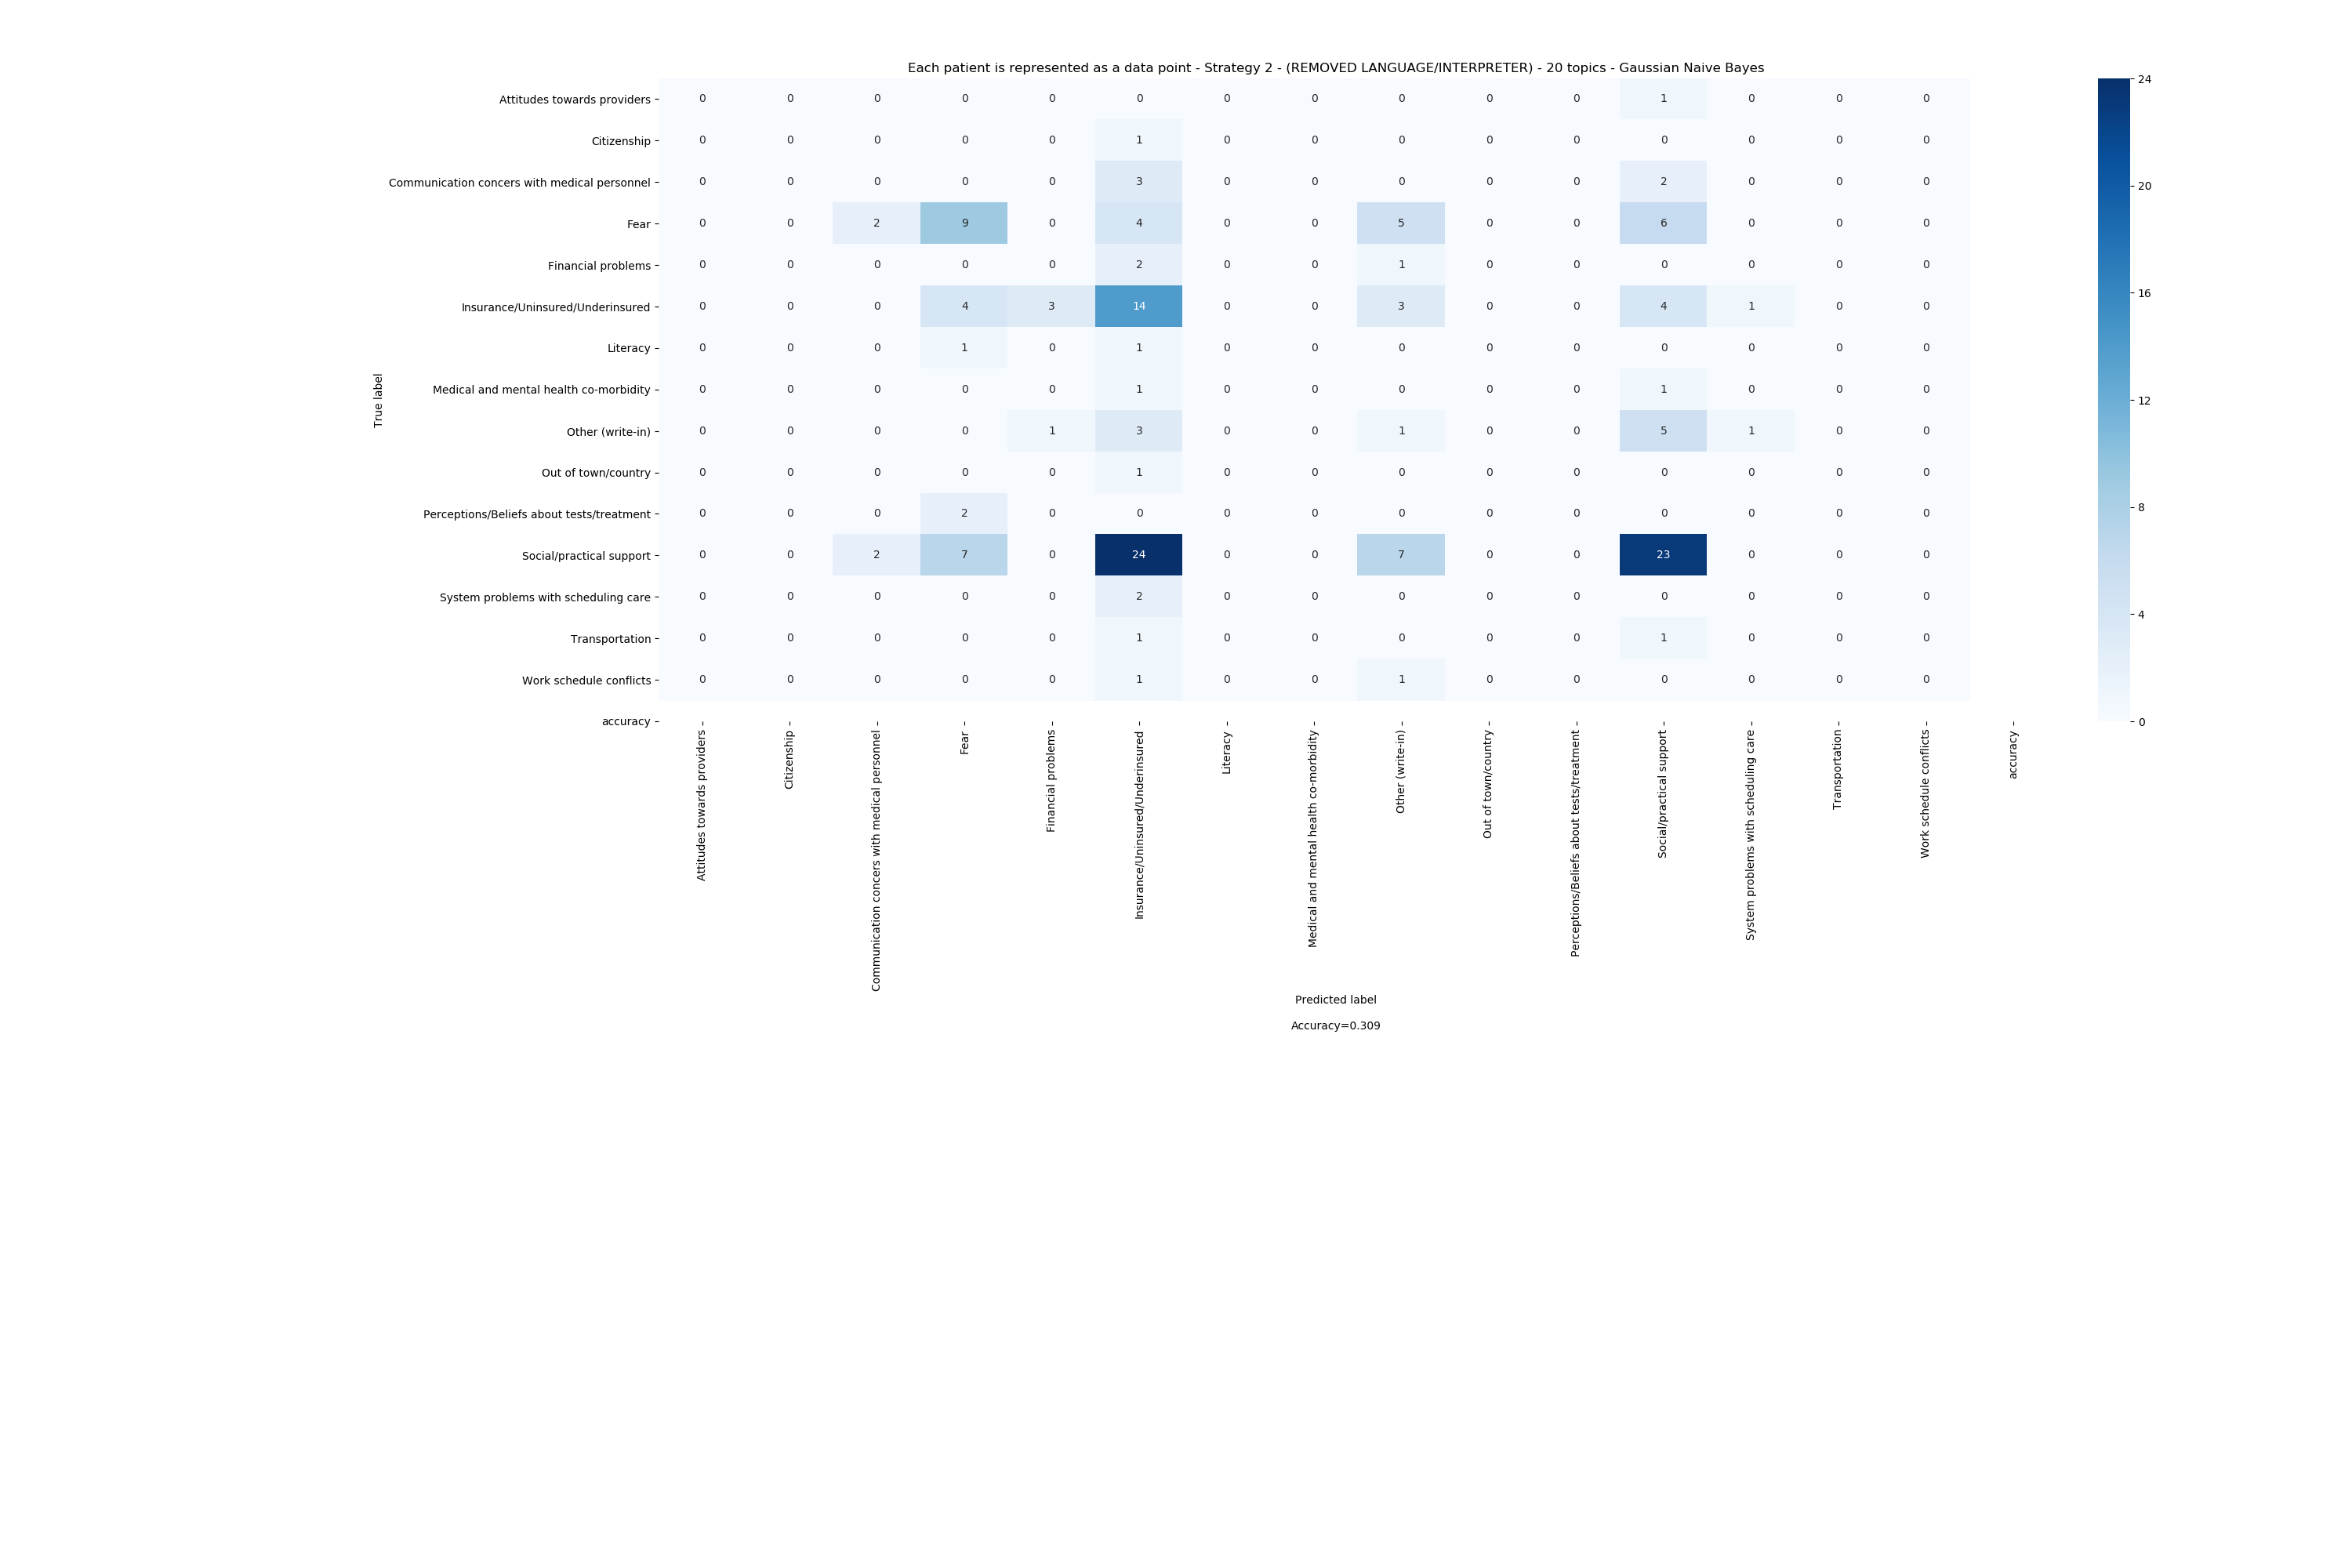 Each patient is represented as a data point - Strategy 2 - (REMOVED LANGUAGE/INTERPRETER) - 20 topics - Gaussian Naive Bayes
True label
Attitudes towards providers 0 0 0 0 0 0 0 0 0 0 0 1 0 0 0
Citizenship 0 0 0 0 0 1 0 0 0 0 0 0 0 0 0
Communication concers with medical personnel 0 0 0 0 0 3 0 0 0 0 0 2 0 0 0
Fear 0 0 2 9 0 4 0 0 5 0 0 6 0 0 0
Financial problems 0 0 0 0 0 2 0 0 1 0 0 0 0 0 0
Insurance/Uninsured/Underinsured 0 0 0 4 3 14 0 0 3 0 0 4 1 0 0
Literacy 0 0 0 1 0 1 0 0 0 0 0 0 0 0 0
Medical and mental health co-morbidity 0 0 0 0 0 1 0 0 0 0 0 1 0 0 0
Other (write-in) 0 0 0 0 1 3 0 0 1 0 0 5 1 0 0
Out of town/country 0 0 0 0 0 1 0 0 0 0 0 0 0 0 0
Perceptions/Beliefs about tests/treatment 0 0 0 2 0 0 0 0 0 0 0 0 0 0 0
Social/practical support 0 0 2 7 0 24 0 0 7 0 0 23 0 0 0
System problems with scheduling care 0 0 0 0 0 2 0 0 0 0 0 0 0 0 0
Transportation 0 0 0 0 0 1 0 0 0 0 0 1 0 0 0
Work schedule conflicts 0 0 0 0 0 1 0 0 1 0 0 0 0 0 0
accuracy
24
20
16
12
8
4
0
Attitudes towards providers
Citizenship
Communication concers with medical personnel
Fear
Financial problems
Insurance/Uninsured/Underinsured
Literacy
Medical and mental health co-morbidity
Other (write-in)
Out of town/country
Perceptions/Beliefs about tests/treatment
Social/practical support
System problems with scheduling care
Transportation
Work schedule conflicts
accuracy
Predicted label
Accuracy=0.309